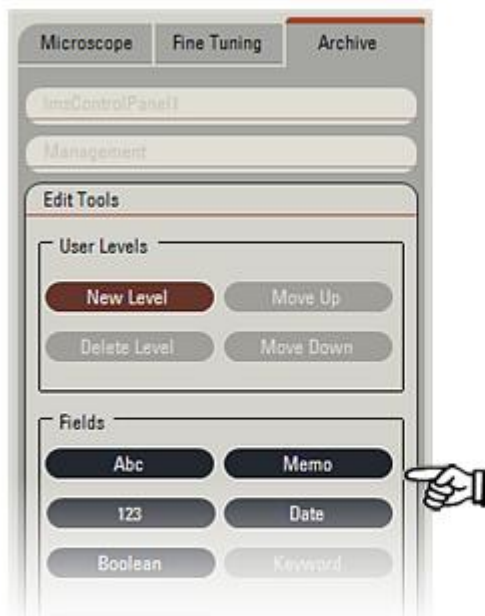 Microscope Fine Tuning Archive
ImsControlPanel1
Management
Edit Tools
User Levels
New Level Move Up
Delete Level Move Down
Fields
Abc Memo
123 Date
Boolean Keyword